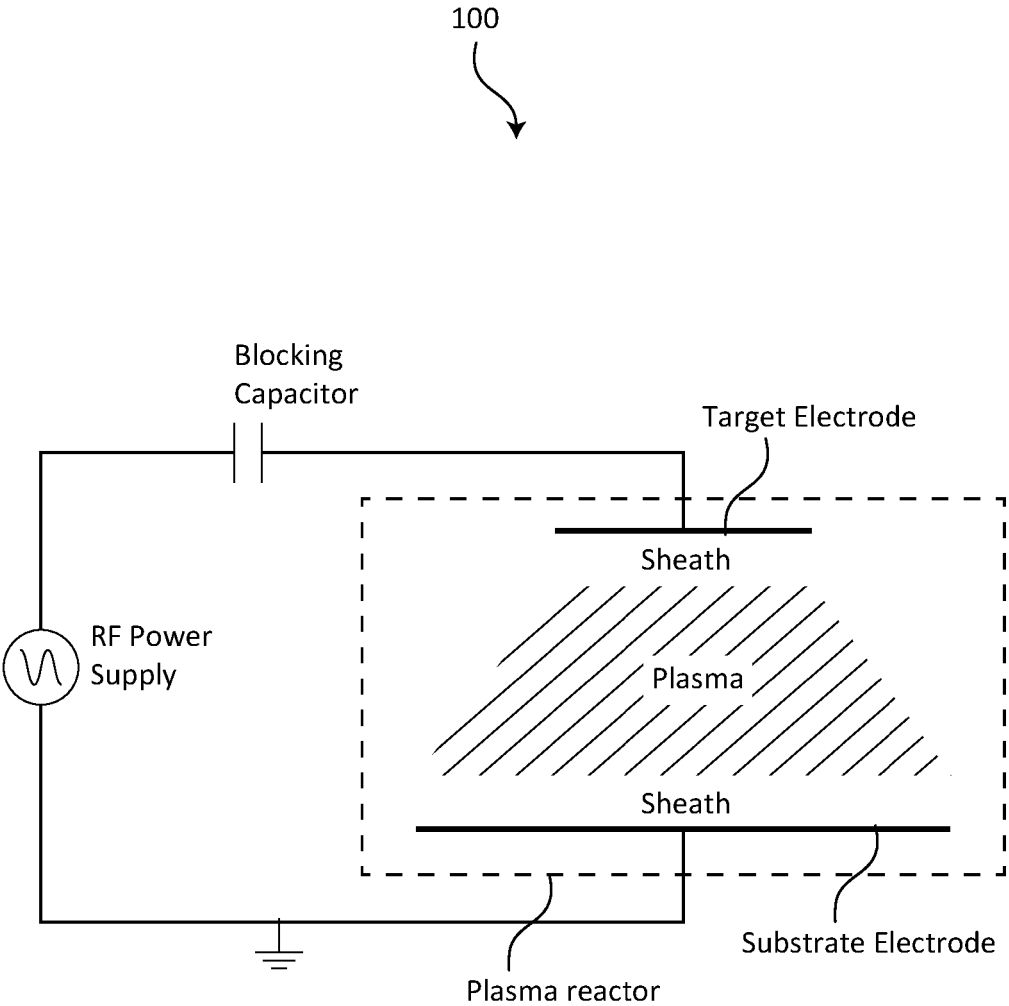 100
Blocking
Capacitor
Target Electrode
Sheath
RF Power
Supply
Plasma
Sheath
Substrate Electrode
Plasma reactor